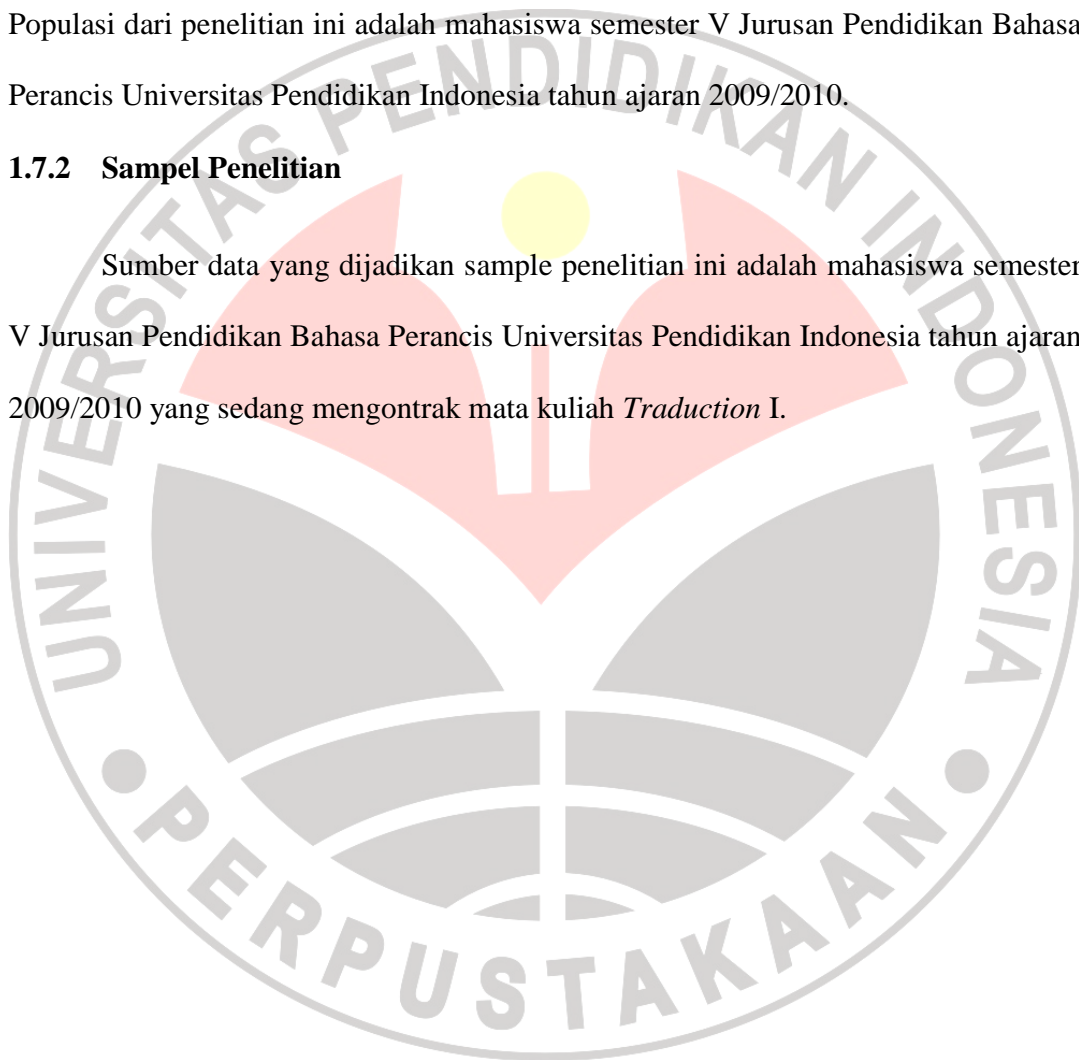 Populasi dari penelitian ini adalah mahasiswa semester V Jurusan Pendidikan Bahasa
Perancis Universitas Pendidikan Indonesia tahun ajaran 2009/2010.
1.7.2 Sampel Penelitian
Sumber data yang dijadikan sample penelitian ini adalah mahasiswa semester
V Jurusan Pendidikan Bahasa Perancis Universitas Pendidikan Indonesia tahun ajaran
2009/2010 yang sedang mengontrak mata kuliah Traduction I.
UNIVERSITAS PENDIDIKAN INDONESIA
PERPUSTAKAAN